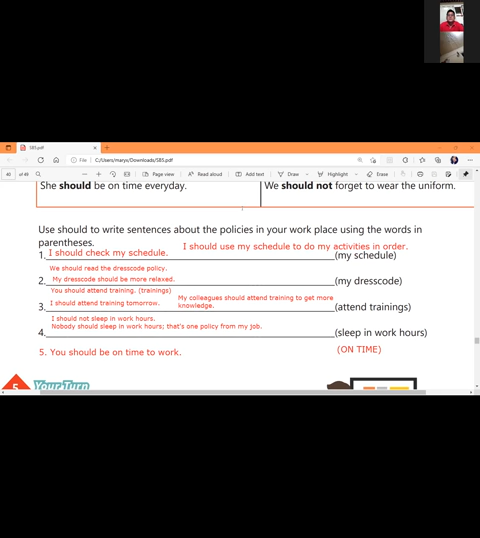 SBS.pdf
File | C:/Users/maryx/Downloads/SBS.pdf
40 of 48 Page view Read aloud Add text Draw Highlight Erase
She should be on time everyday. We should not forget to wear the uniform.
Use should to write sentences about the policies in your work place using the words in
parentheses.
I should use my schedule to do my activities in order.
1. I should check my schedule. (my schedule)
We should read the dresscode policy.
2. My dresscode should be more relaxed. (my dresscode)
You should attend training. (trainings)
My colleagues should attend training to get more
3. I should attend training tomorrow. knowledge. (attend trainings)
I should not sleep in work hours.
Nobody should sleep in work hours; that's one policy from my job.
4. (sleep in work hours)
5. You should be on time to work. (ON TIME)
5 Your Turn